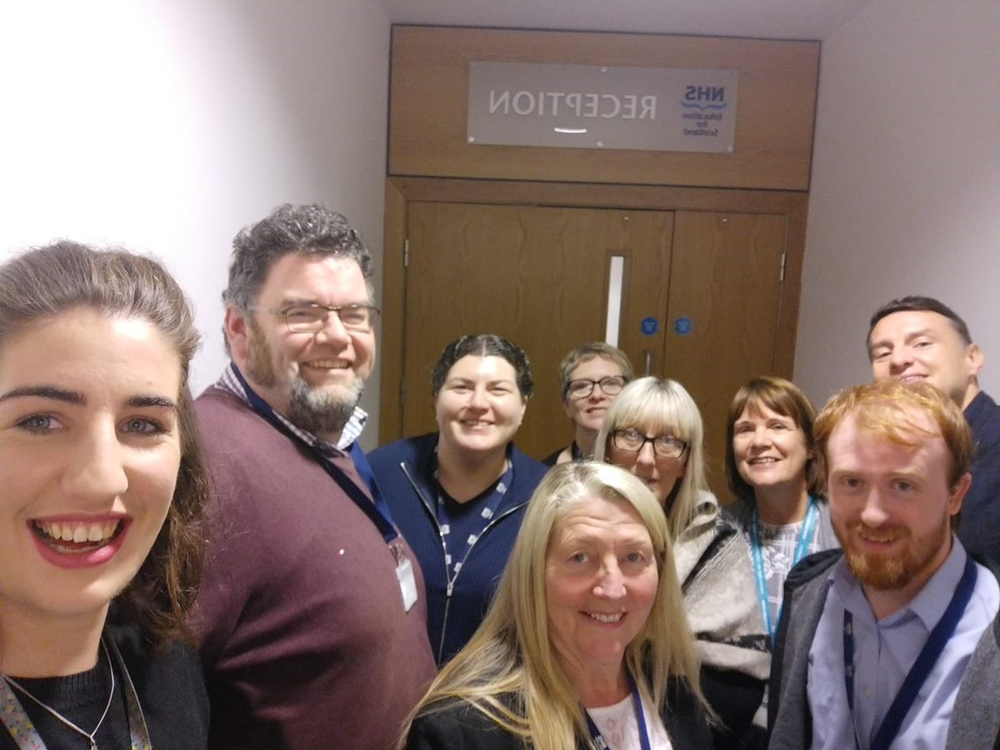 RECEPTION
NHS
Education
for
Scotland